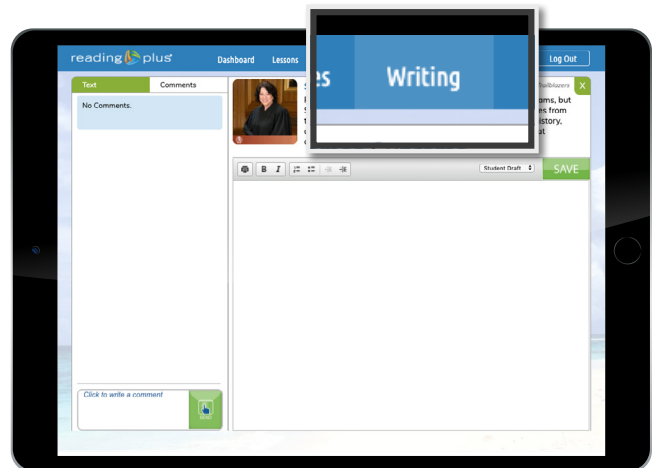 reading plus
Dashboard Lessons
Writing
Log Out
Text Comments
No Comments.
Trailblazers X
ams, but
es from
istory,
ut
B I
Student Draft
SAVE
Click to write a comment